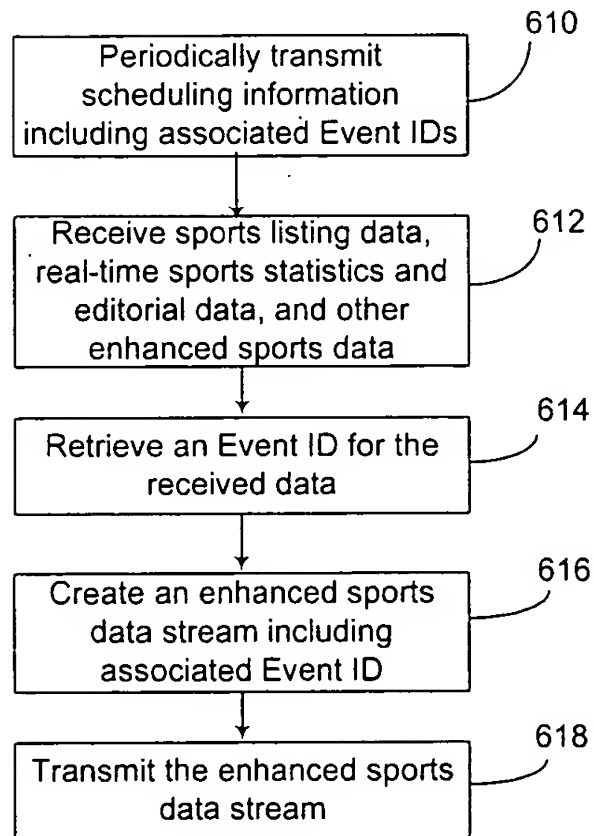 610
Periodically transmit
scheduling information
including associated Event IDs
612
Receive sports listing data,
real-time sports statistics and
editorial data, and other
enhanced sports data
614
Retrieve an Event ID for the
received data
616
Create an enhanced sports
data stream including
associated Event ID
618
Transmit the enhanced sports
data stream